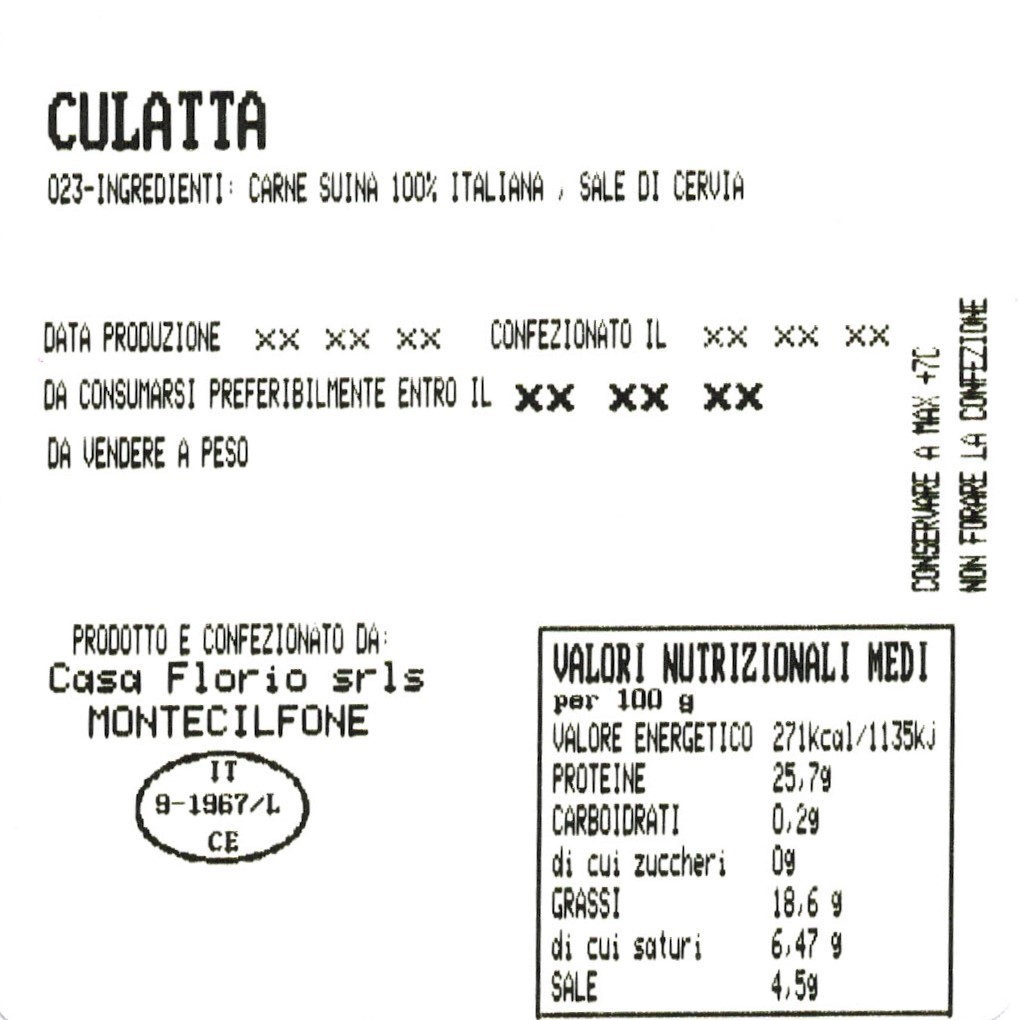 CULATTA
023-INGREDIENTI: CARNE SUINA 100% ITALIANA , SALE DI CERVIA
DATA PRODUZIONE XX XX XX CONFEZIONATO IL XX XX XX
DA CONSUMARSI PREFERIBILMENTE ENTRO IL XX XX XX
DA VENDERE A PESO
CONSERVARE A MAX +7C
NON FORARE LA CONFEZIONE
PRODOTTO E CONFEZIONATO DA:
Casa Florio srls
MONTECILFONE
IT
9-1967/L
CE
VALORI NUTRIZIONALI MEDI
per 100 g
VALORE ENERGETICO 271kcal/1135kJ
PROTEINE 25,7g
CARBOIDRATI 0,2g
di cui zuccheri 0g
GRASSI 18,6 g
di cui saturi 6,47 g
SALE 4,5g